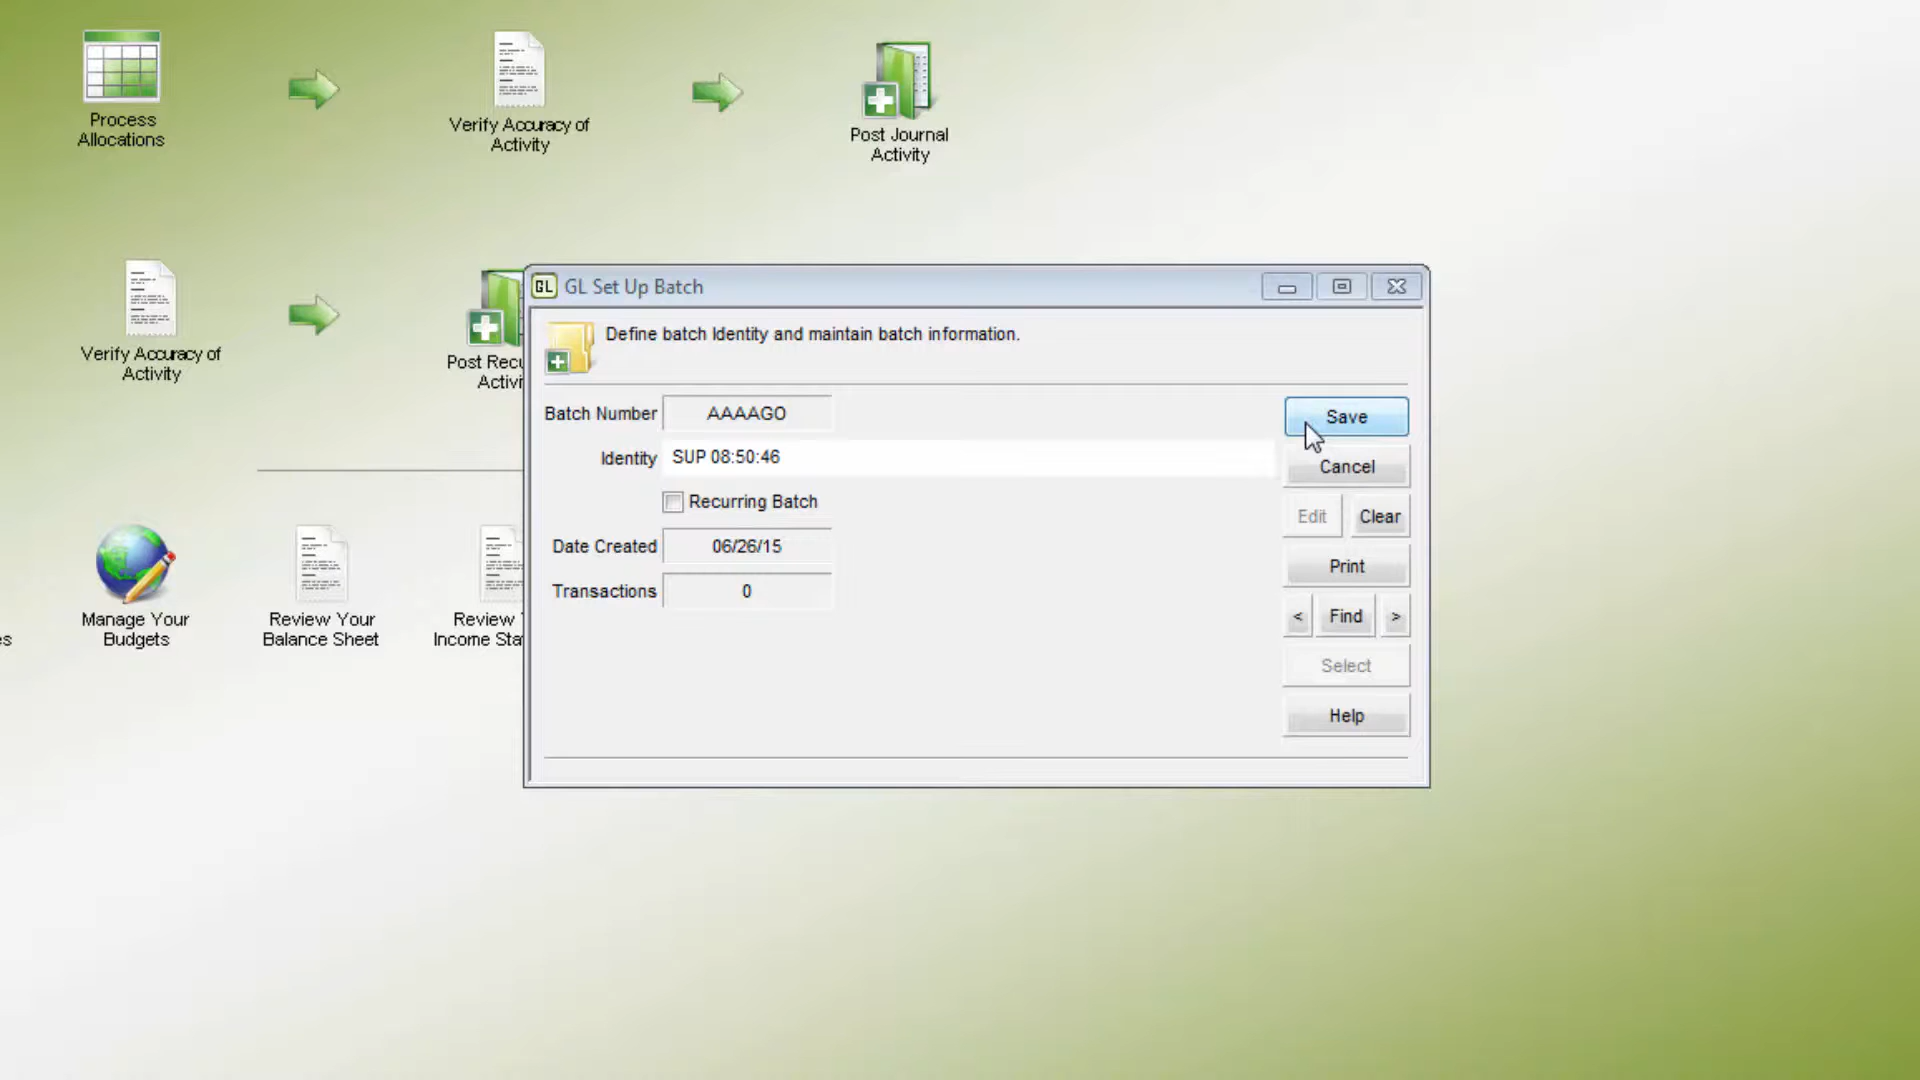 Process
Allocations
Verify Accuracy of
Activity
Post Journal
Activity
Verify Accuracy of
Activity
Post Recu
Activi
GL
GL Set Up Batch
Define batch Identity and maintain batch information.
Batch Number
AAAAGO
Save
Identity
SUP 08:50:46
Cancel
Recurring Batch
Edit
Clear
Date Created
06/26/15
Print
Transactions
0
<
Find
>
Select
Help
es
Manage Your
Budgets
Review Your
Balance Sheet
Review Y
Income Sta